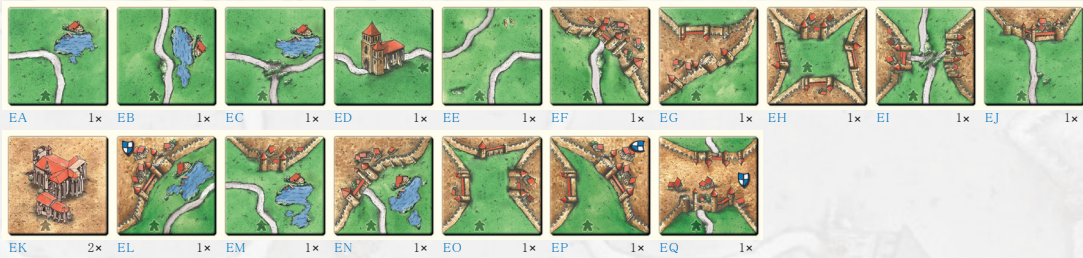 EA 1× EB 1× EC 1× ED 1× EE 1× EF 1× EG 1× EH 1× EI 1× EJ 1×
EK 2× EL 1× EM 1× EN 1× EO 1× EP 1× EQ 1×